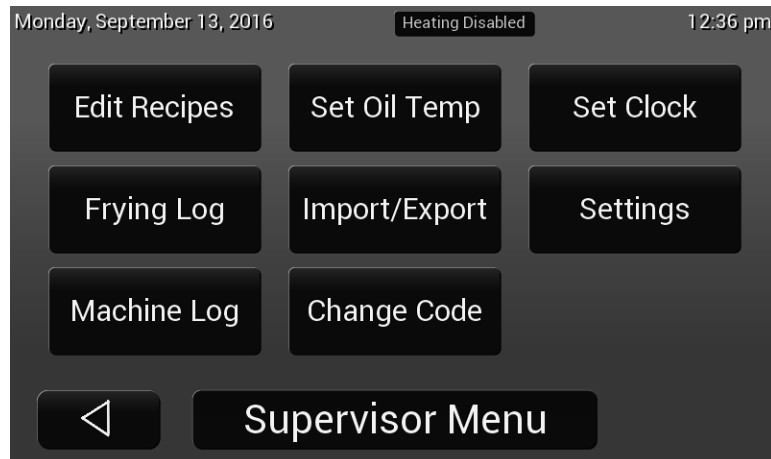 Monday, September 13, 2016 Heating Disabled 12:36 pm
Edit Recipes Set Oil Temp Set Clock
Frying Log Import/Export Settings
Machine Log Change Code
Supervisor Menu